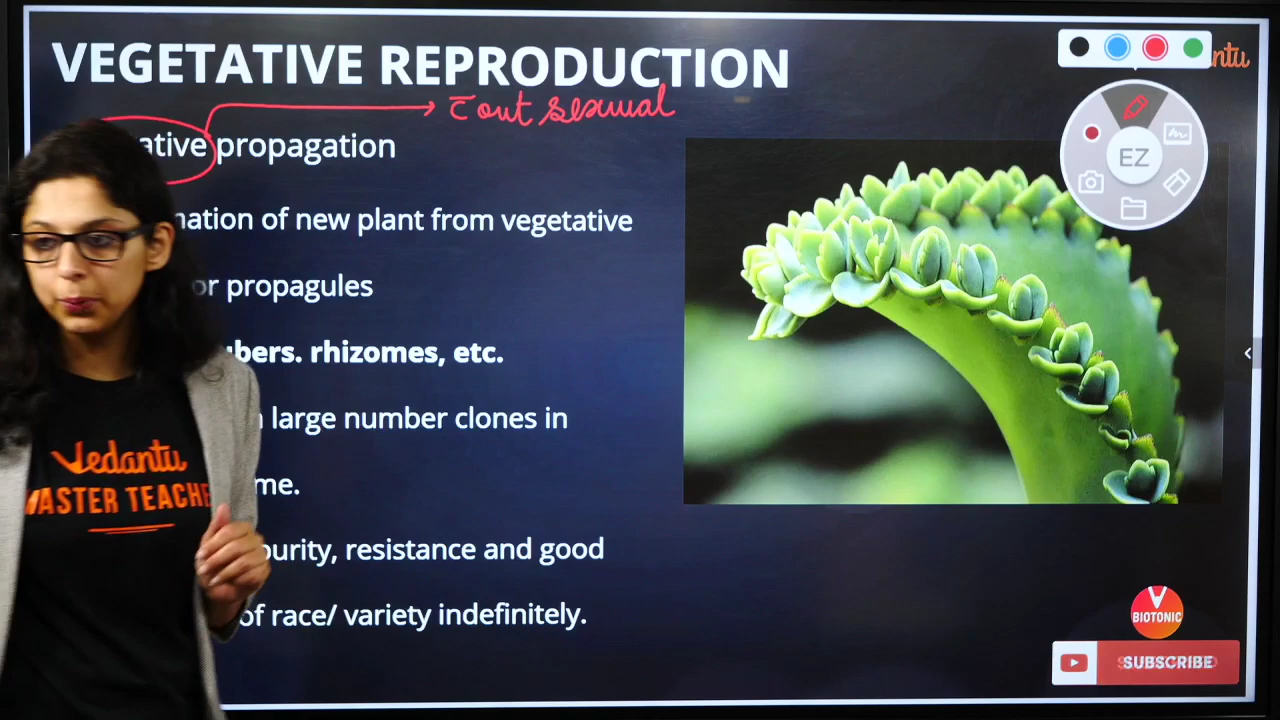 VEGETATIVE REPRODUCTION
c̄out sexual
ative propagation
nation of new plant from vegetative
or propagules
ubers. rhizomes, etc.
large number clones in
me.
purity, resistance and good
of race/ variety indefinitely.
EZ
Vedantu
MASTER TEACHE
ntu
V
BIOTONIC
SUBSCRIBE